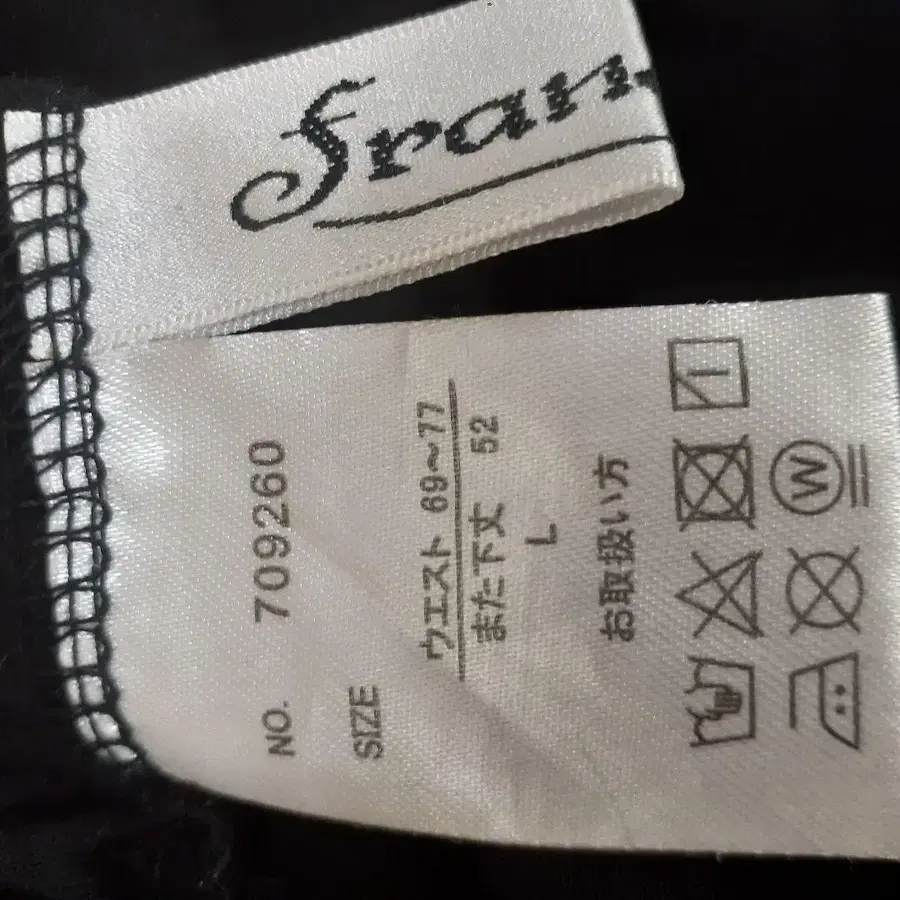 Fran
NO. 709260
SIZE
ウエスト 69～77
また下丈 52
L
お取扱い方
W